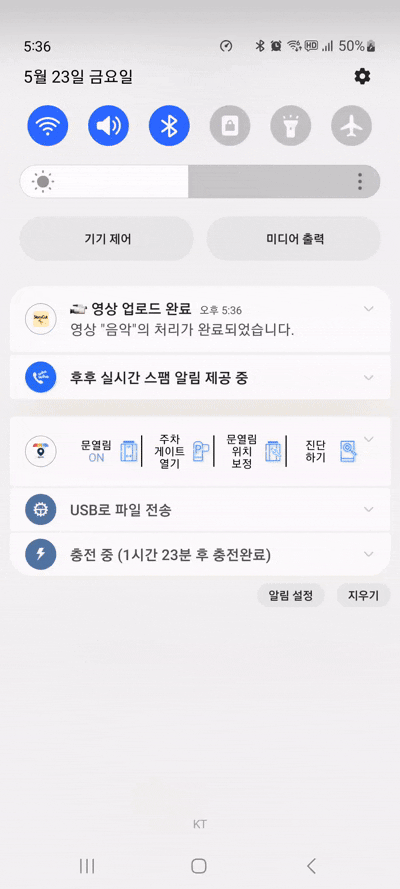 5:36
HD
50%
5월 23일 금요일
기기 제어
미디어 출력
영상 업로드 완료 오후 5:36
영상 "음악"의 처리가 완료되었습니다.
후후 실시간 스팸 알림 제공 중
문열림
ON
주차
게이트
열기
문열림
위치
보정
진단
하기
USB로 파일 전송
충전 중 (1시간 23분 후 충전완료)
알림 설정
지우기
KT